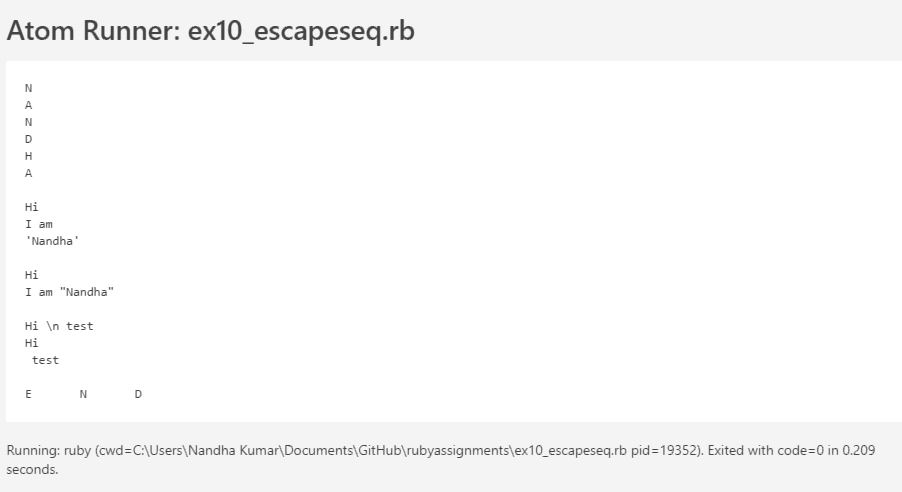 Atom Runner: ex10_escapeseq.rb
N
A
N
D
H
A
Hi
I am
'Nandha'
Hi
I am "Nandha"
Hi \n test
Hi
 test
E       N       D
Running: ruby (cwd=C:\Users\Nandha Kumar\Documents\GitHub\rubyassignments\ex10_escapeseq.rb pid=19352). Exited with code=0 in 0.209
seconds.